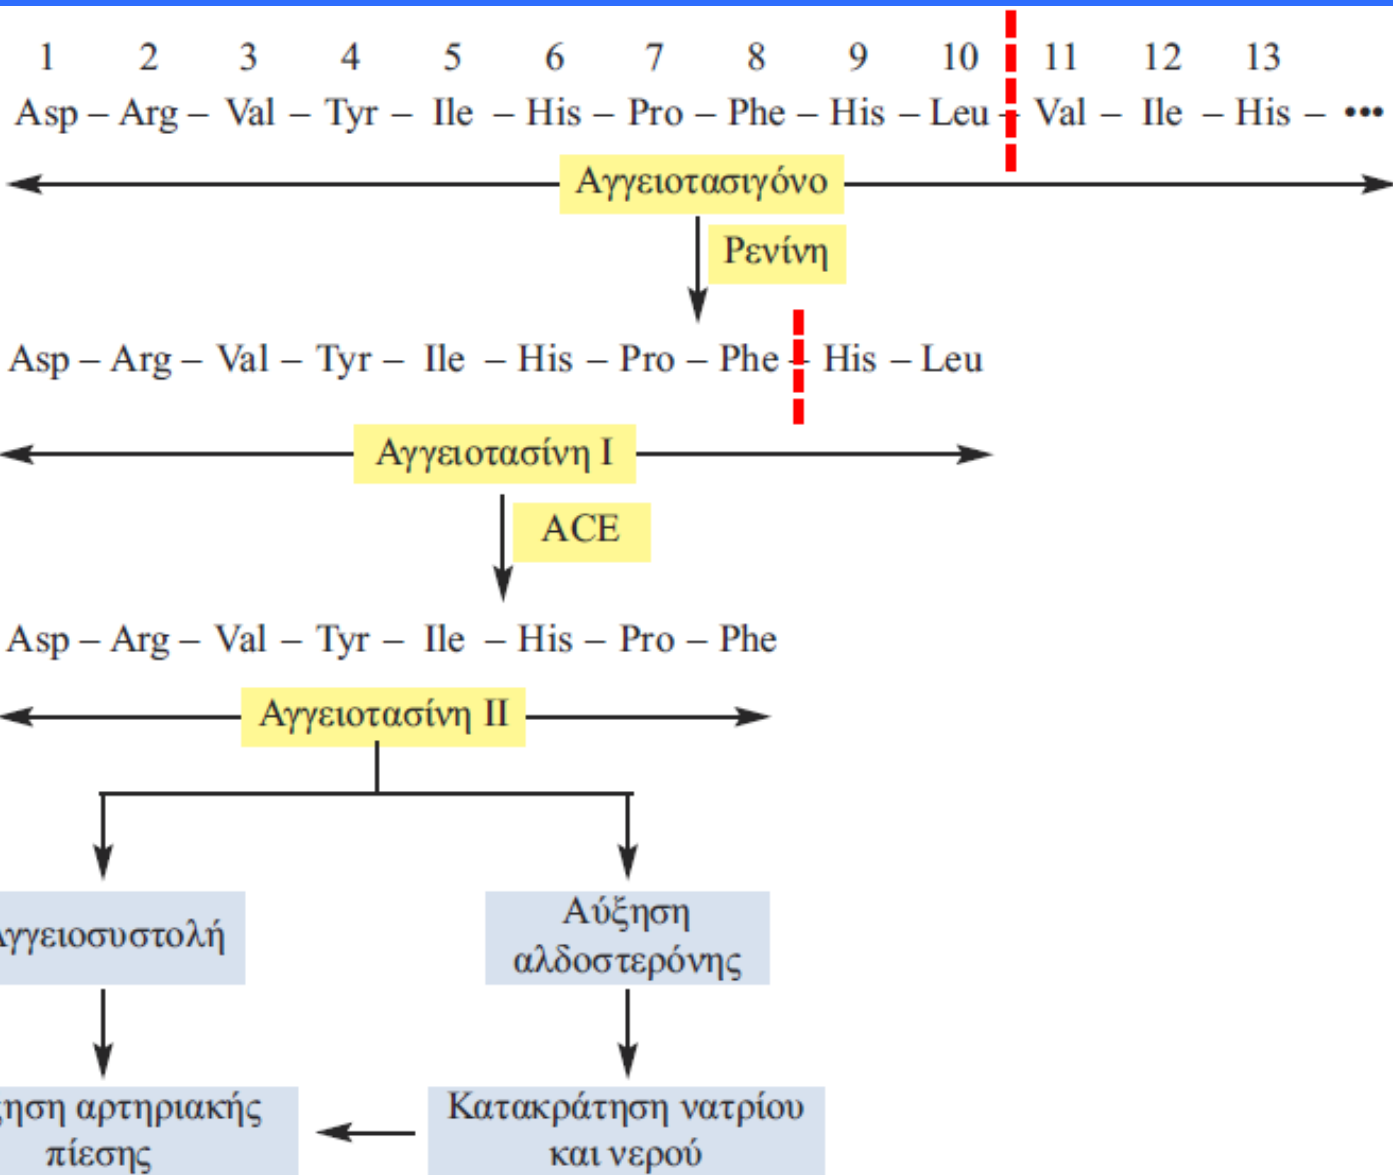 1 2 3 4 5 6 7 8 9 10 11 12 13
Asp – Arg – Val – Tyr – Ile – His – Pro – Phe – His – Leu – Val – Ile – His – •••
Αγγειοτασιγόνο
Ρενίνη
Asp – Arg – Val – Tyr – Ile – His – Pro – Phe – His – Leu
Αγγειοτασίνη I
ACE
Asp – Arg – Val – Tyr – Ile – His – Pro – Phe
Αγγειοτασίνη II
Αγγειοσυστολή
Αύξηση
αλδοστερόνης
αρτηριακής
πίεσης
Κατακράτηση νατρίου
και νερού